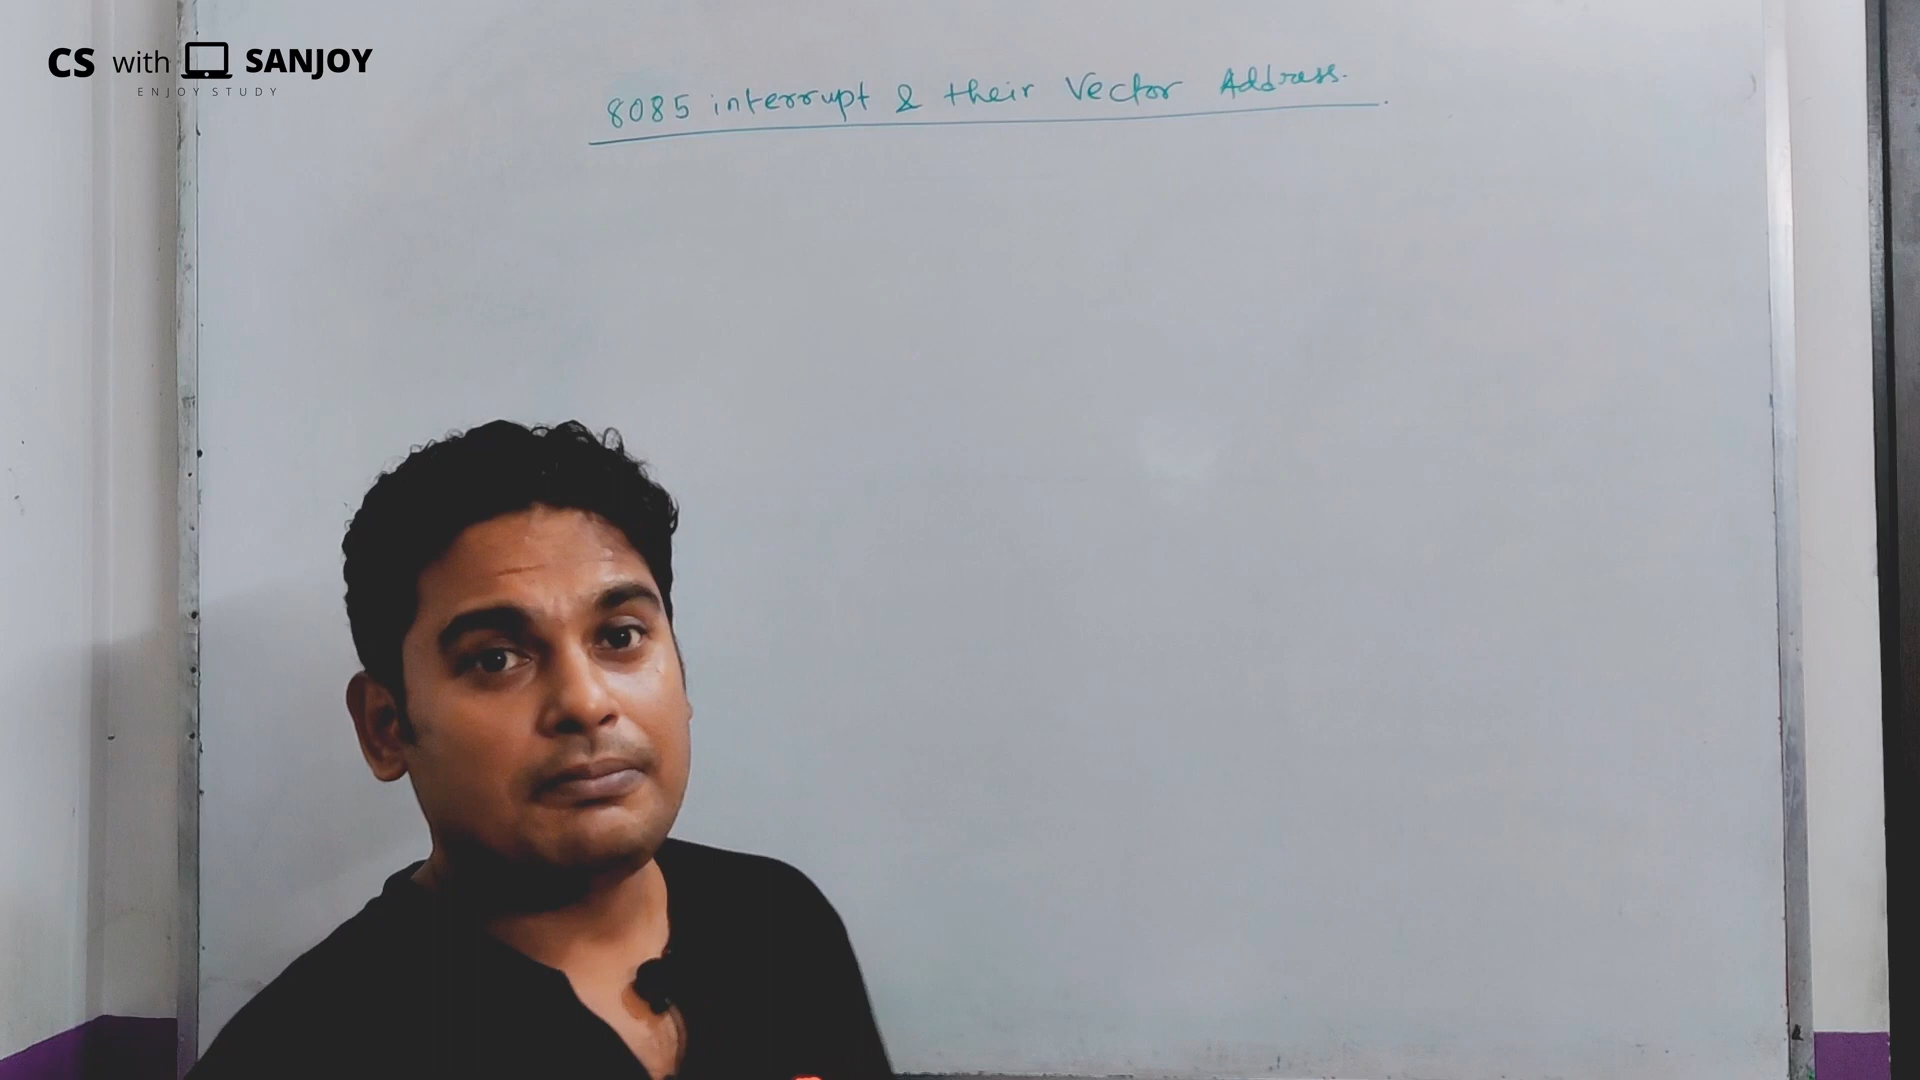 CS with SANJOY
ENJOY STUDY
8085 interrupt & their Vector Address.